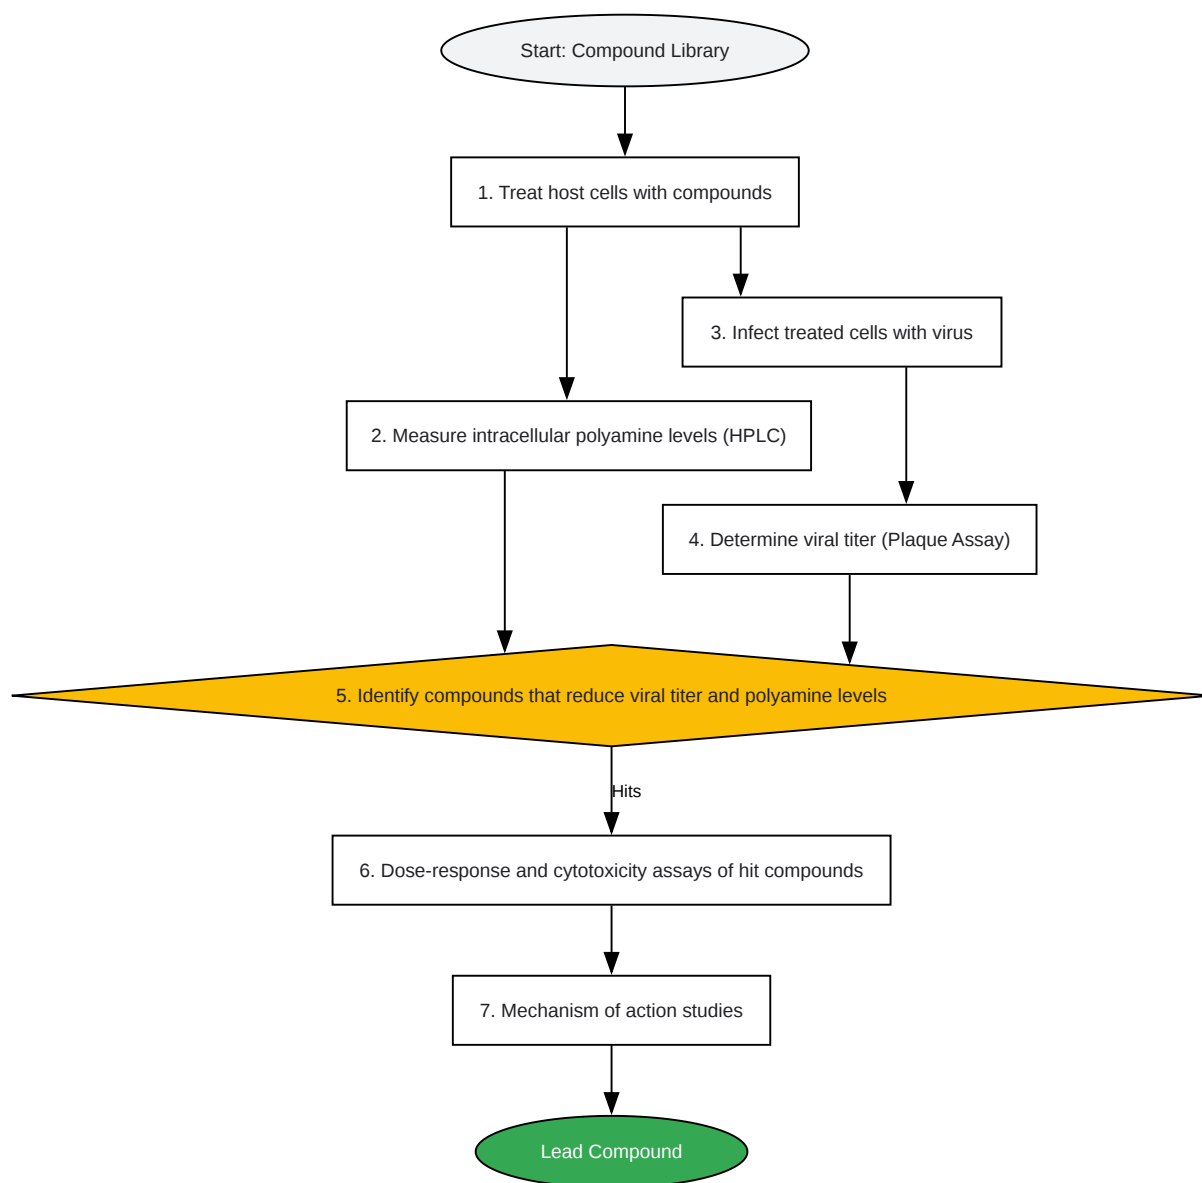 Start: Compound Library
1. Treat host cells with compounds
3. Infect treated cells with virus
2. Measure intracellular polyamine levels (HPLC)
4. Determine viral titer (Plaque Assay)
5. Identify compounds that reduce viral titer and polyamine levels
Hits
6. Dose-response and cytotoxicity assays of hit compounds
7. Mechanism of action studies
Lead Compound